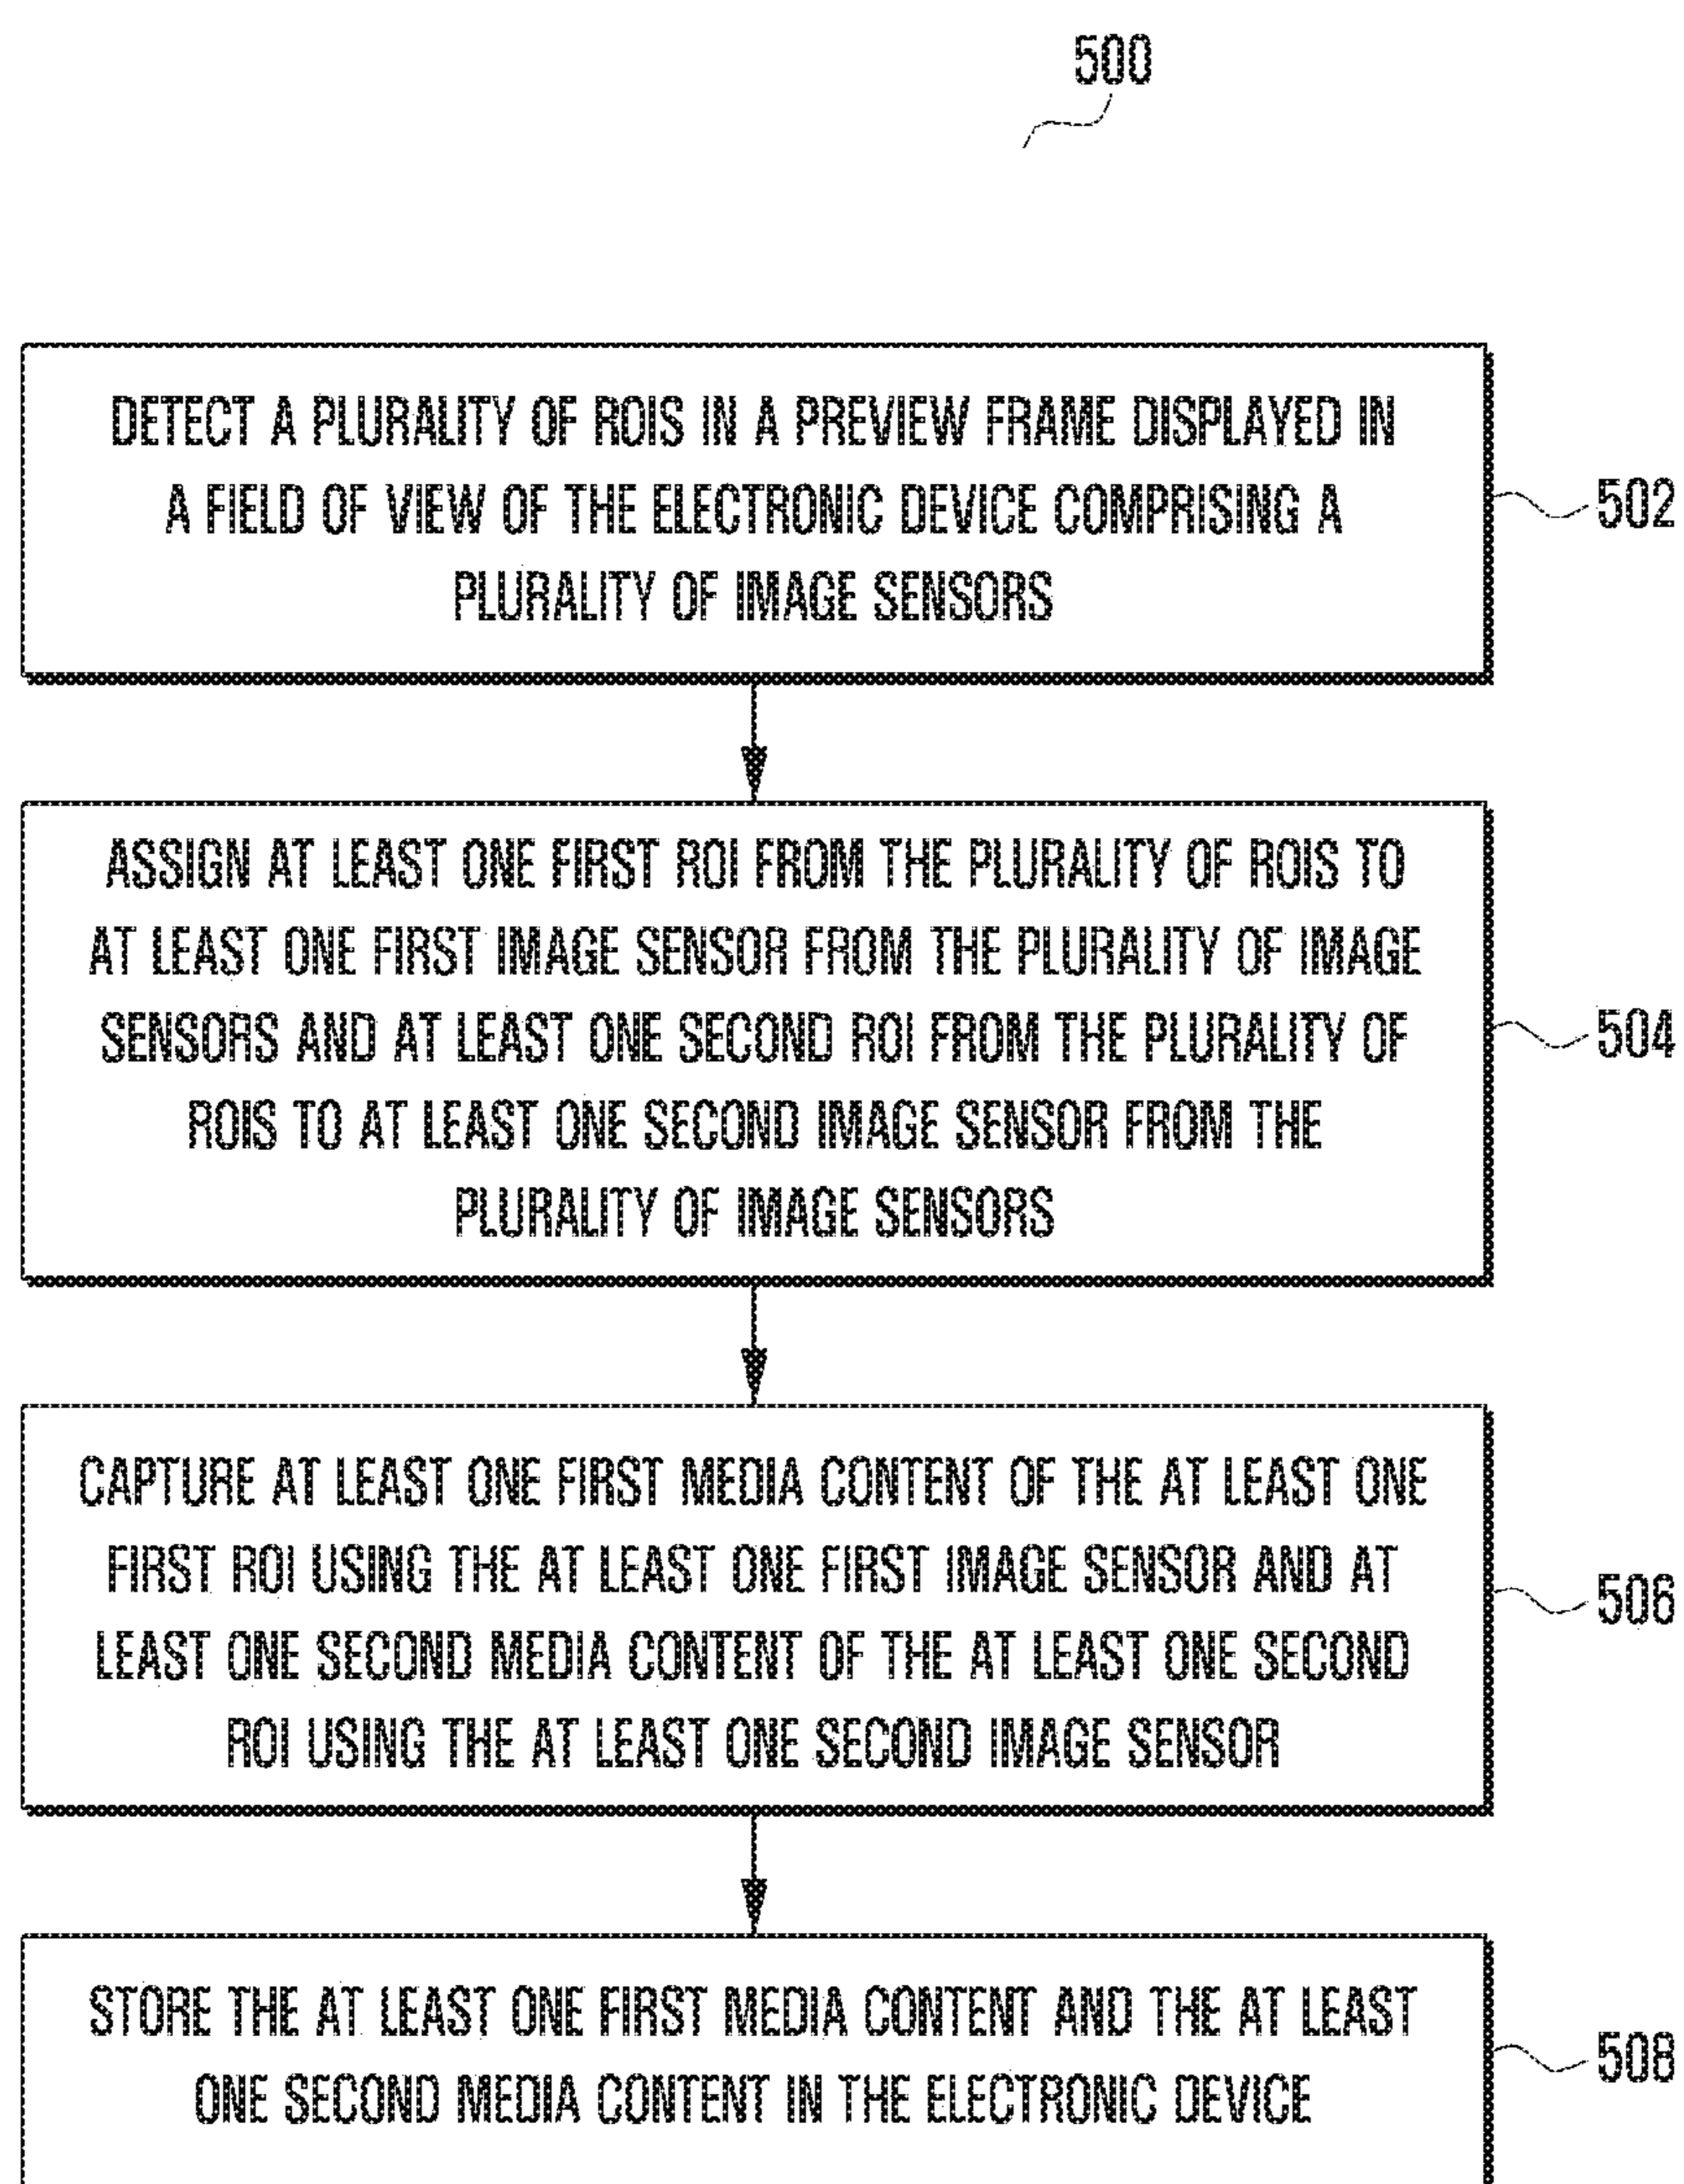 500
DETECT A PLURALITY OF ROIS IN A PREVIEW FRAME DISPLAYED IN
A FIELD OF VIEW OF THE ELECTRONIC DEVICE COMPRISING A
PLURALITY OF IMAGE SENSORS
502
ASSIGN AT LEAST ONE FIRST ROI FROM THE PLURALITY OF ROIS TO
AT LEAST ONE FIRST IMAGE SENSOR FROM THE PLURALITY OF IMAGE
SENSORS AND AT LEAST ONE SECOND ROI FROM THE PLURALITY OF
ROIS TO AT LEAST ONE SECOND IMAGE SENSOR FROM THE
PLURALITY OF IMAGE SENSORS
504
CAPTURE AT LEAST ONE FIRST MEDIA CONTENT OF THE AT LEAST ONE
FIRST ROI USING THE AT LEAST ONE FIRST IMAGE SENSOR AND AT
LEAST ONE SECOND MEDIA CONTENT OF THE AT LEAST ONE SECOND
ROI USING THE AT LEAST ONE SECOND IMAGE SENSOR
506
STORE THE AT LEAST ONE FIRST MEDIA CONTENT AND THE AT LEAST
ONE SECOND MEDIA CONTENT IN THE ELECTRONIC DEVICE
508